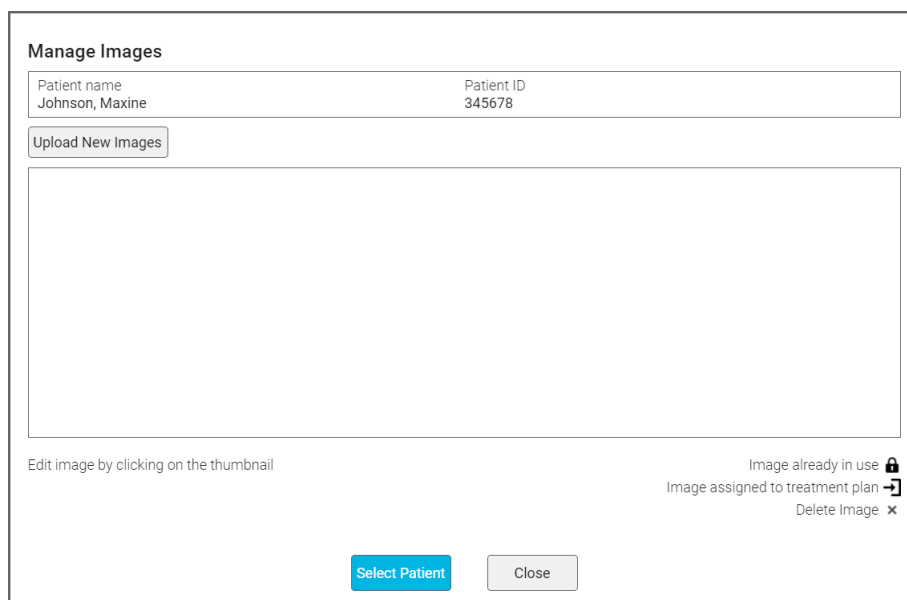 Manage Images
Patient name
Johnson, Maxine
Patient ID
345678
Upload New Images
Edit image by clicking on the thumbnail
Image already in use
Image assigned to treatment plan
Delete Image
Select Patient
Close